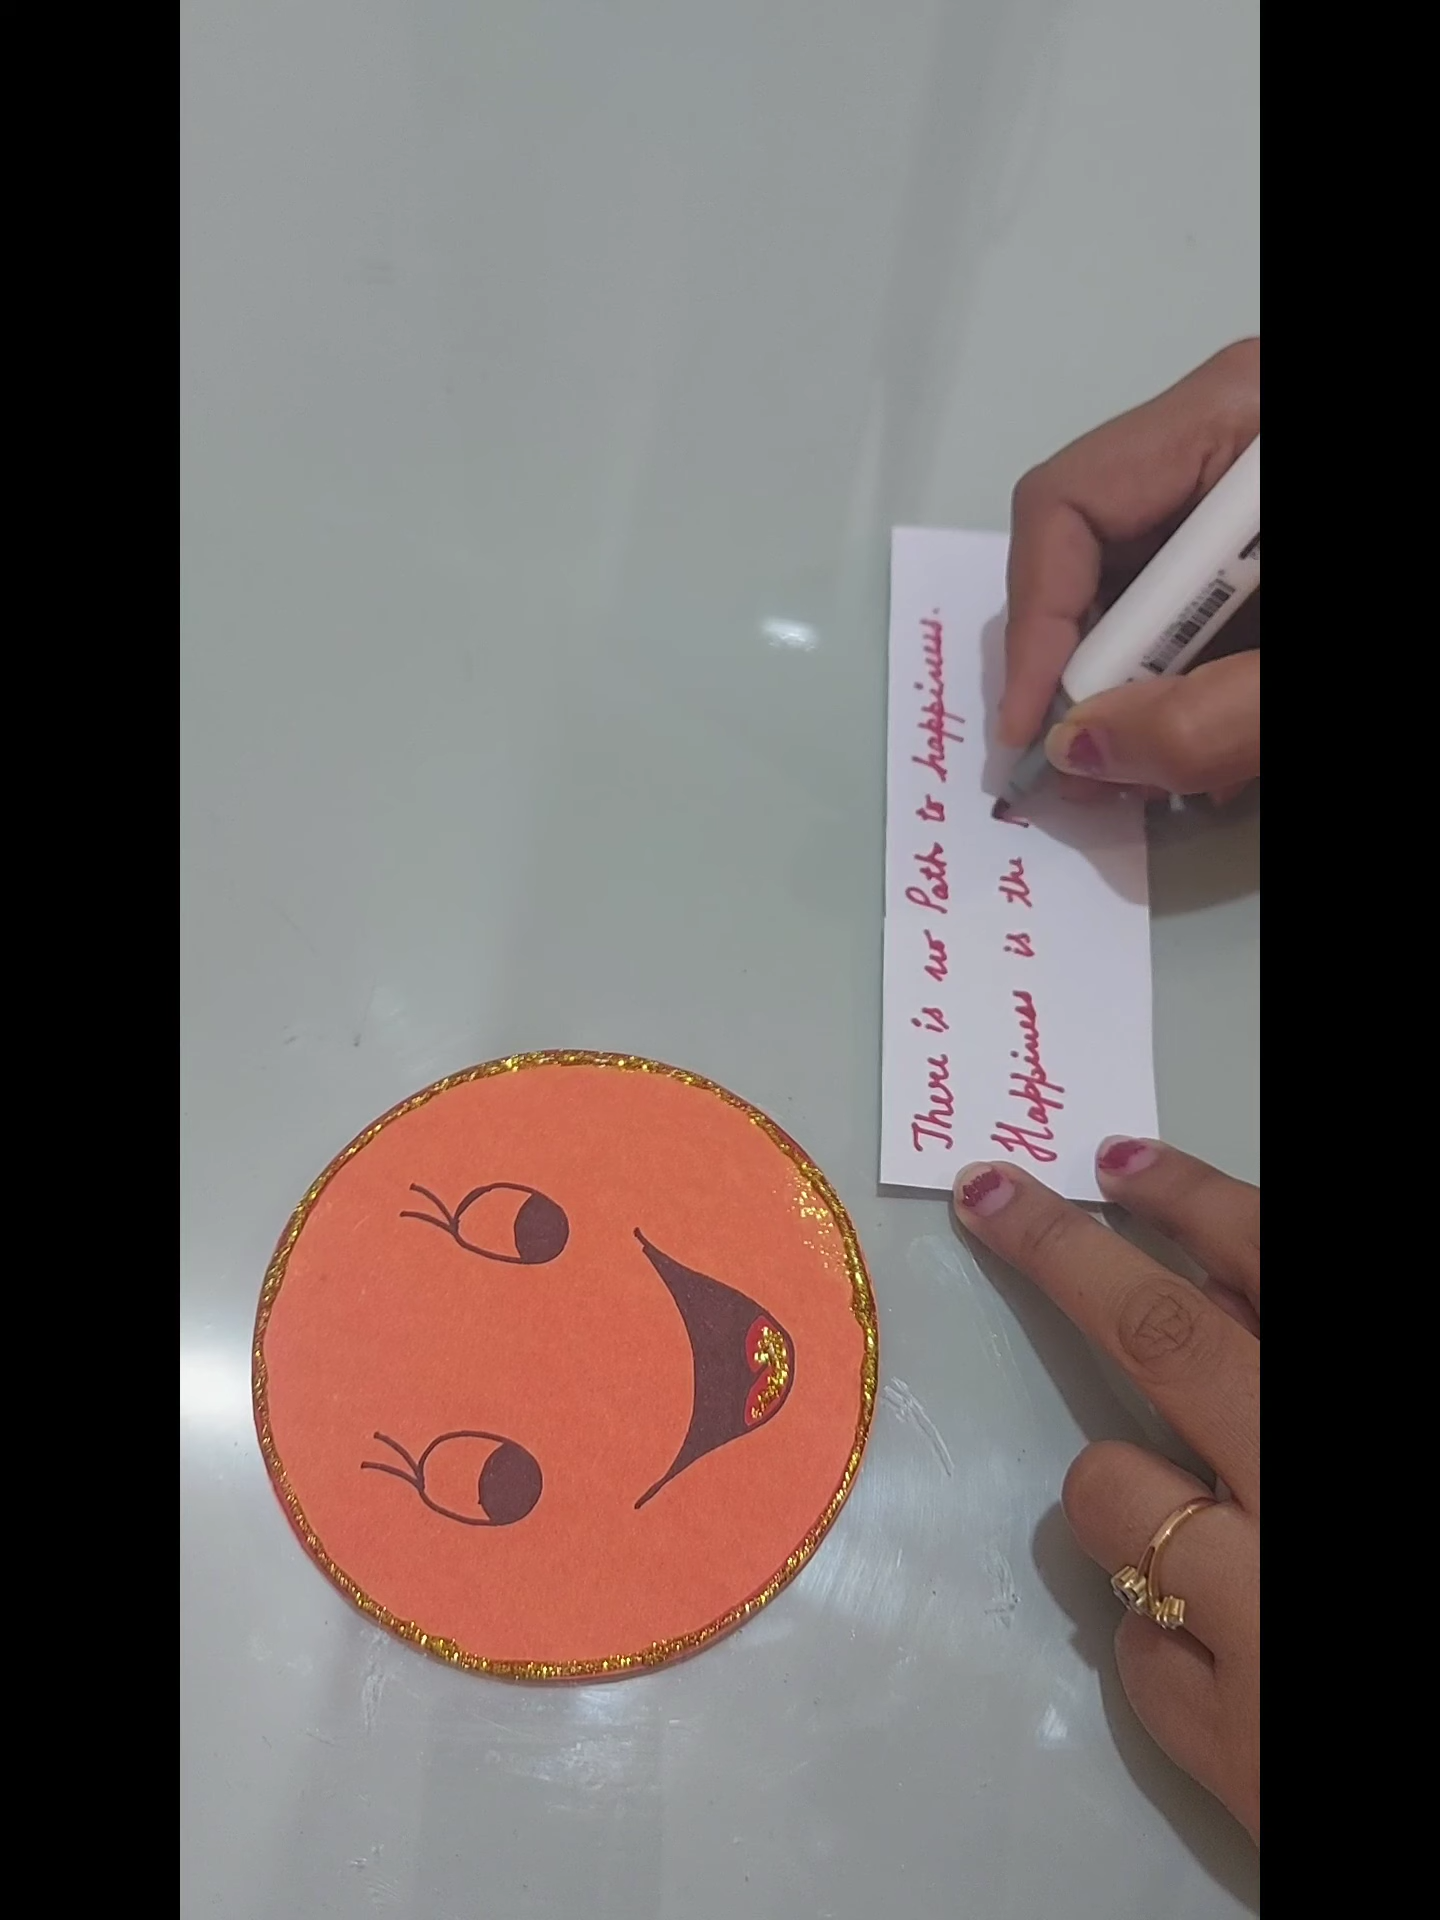 There is no Path to happiness.
Happiness is the